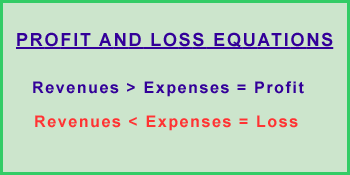 PROFIT AND LOSS EQUATIONS
Revenues > Expenses = Profit
Revenues < Expenses = Loss